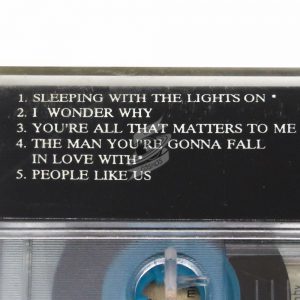 1. SLEEPING WITH THE LIGHTS ON *
2. I WONDER WHY
3. YOU'RE ALL THAT MATTERS TO ME
4. THE MAN YOU'RE GONNA FALL
IN LOVE WITH*
5. PEOPLE LIKE US